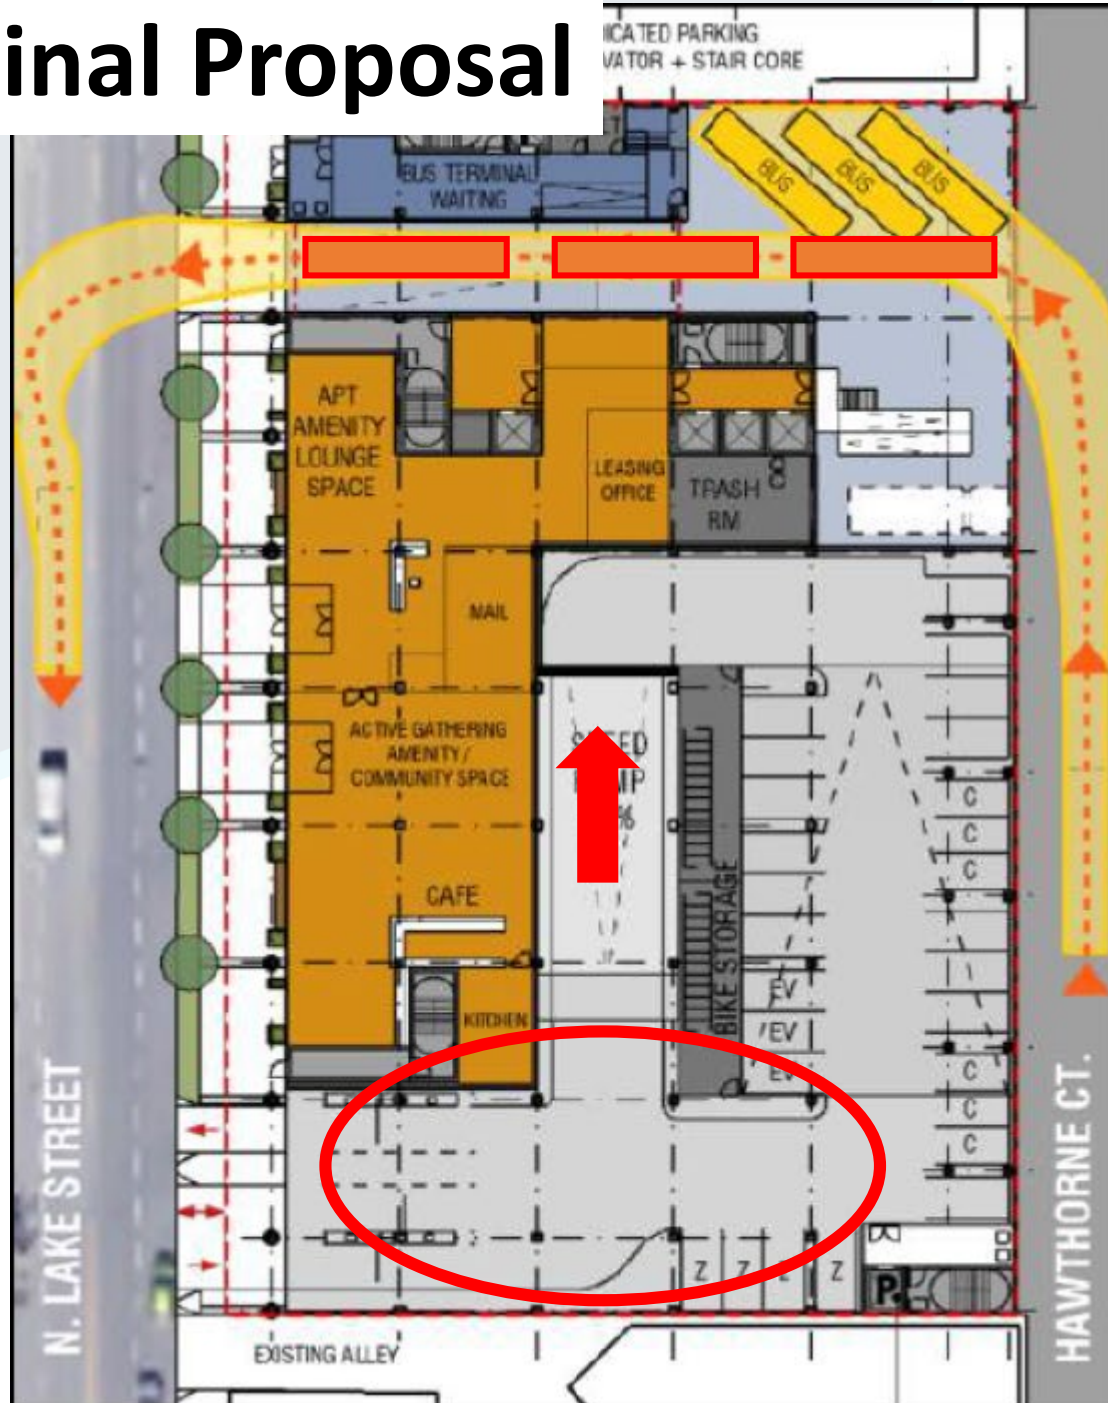 inal Proposal
ICATED PARKING
VATOR + STAIR CORE
BUS TERMINAL
WAITING
BUS
BUS
BUS
APT
AMENITY
LOUNGE
SPACE
LEASING
OFFICE
TRASH
RM
MAIL
ACTIVE GATHERING
AMENITY /
COMMUNITY SPACE
%
CAFE
KITCHEN
BIKE STORAGE
EV
EV
EV
C
C
C
C
C
C
Z
Z
Z
Z
P.
N. LAKE STREET
HAWTHORNE CT.
EXISTING ALLEY